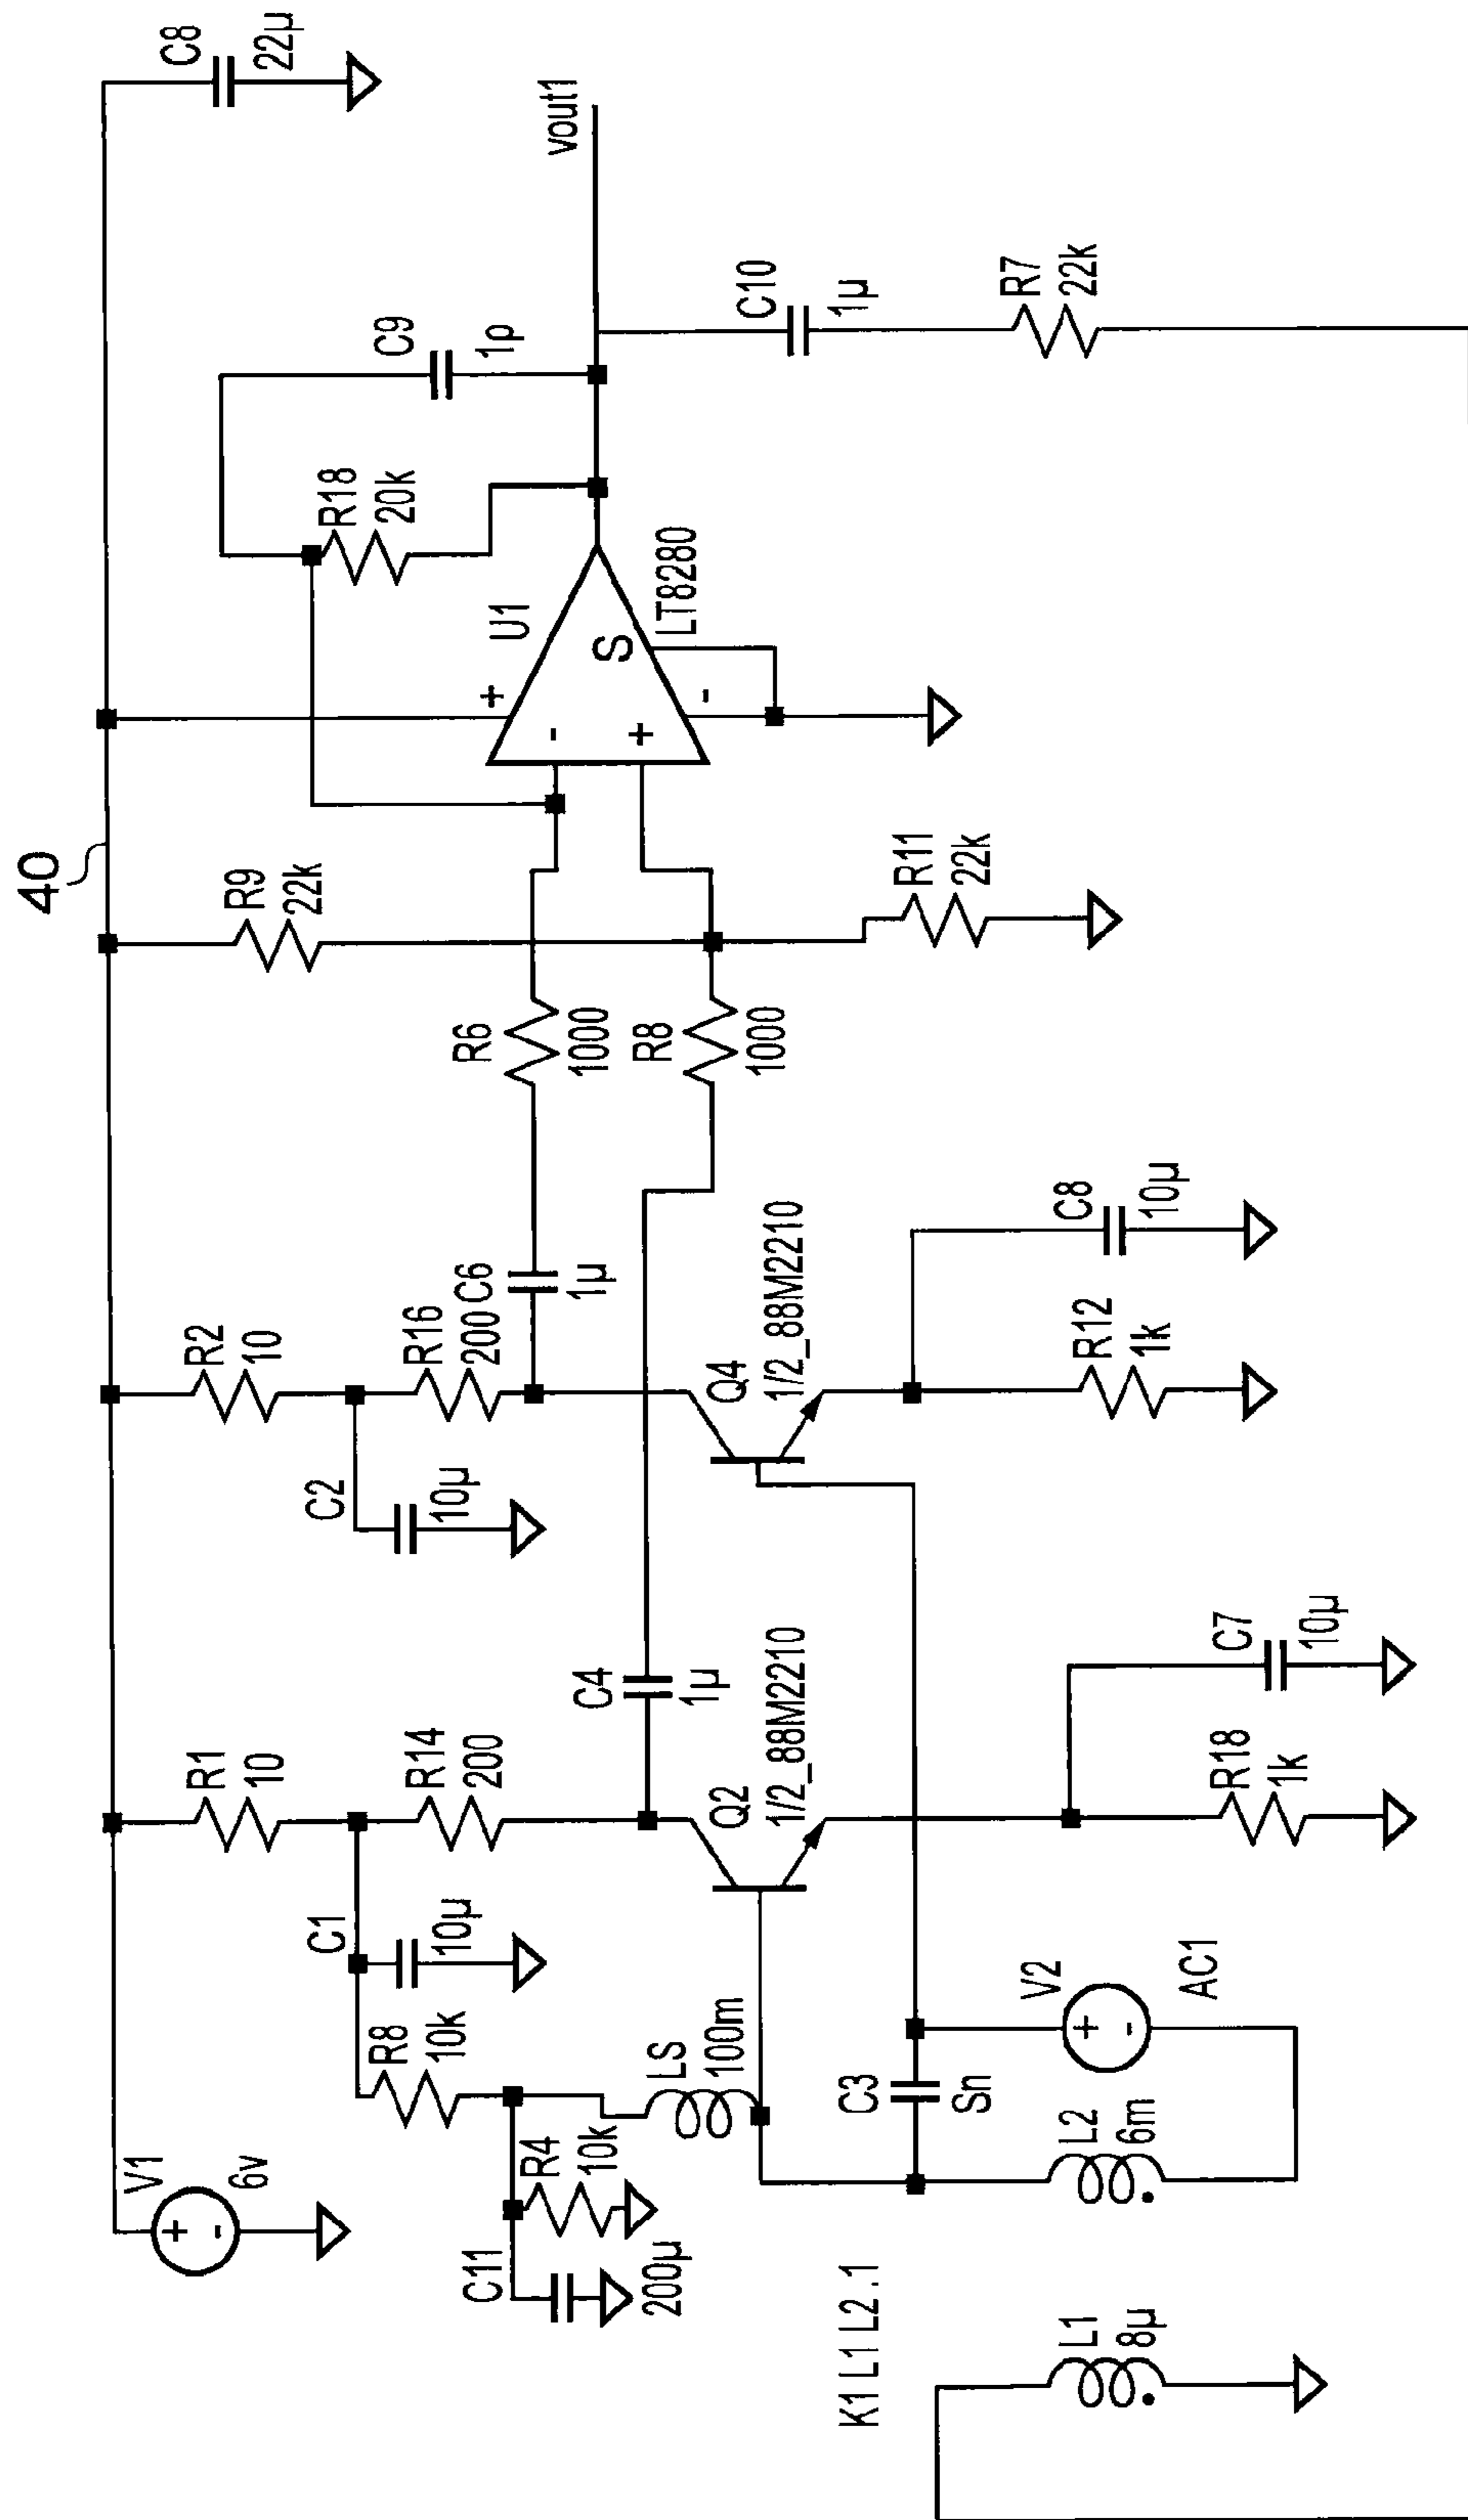 V1
6v
R1
10
R2
10
R9
22k
40
C8
22µ
C1
10µ
R14
200
C2
10µ
R16
200
C6
1µ
R6
1000
R8
1000
U1
+
-
-
+
S
LT8280
R18
20k
C9
1p
vout1
C10
1µ
R7
22k
R11
22k
C11
200µ
R4
10k
R8
10k
LS
100m
C4
1µ
Q2
1/2_88M2210
Q4
1/2_88M2210
K1 L1 L2 .1
L1
8µ
L2
6m
C3
Sn
V2
+
-
AC1
R18
1k
C7
10µ
R12
1k
C8
10µ
+
-